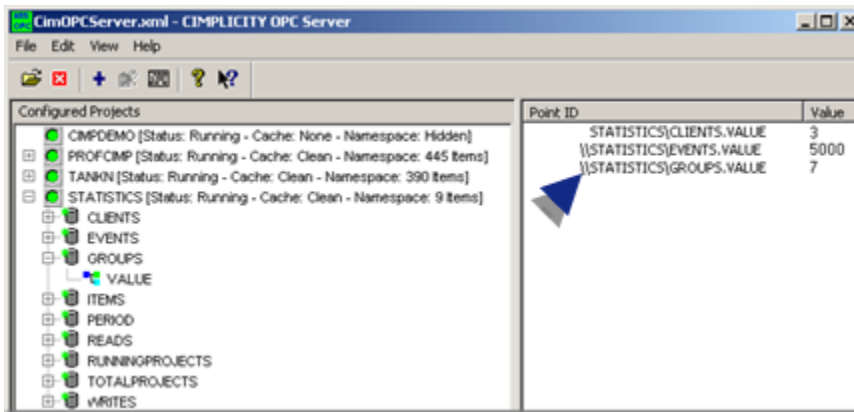 CimOPCServer.xml - CIMPLICITY OPC Server
File Edit View Help
Configured Projects
CIMPDEMO [Status: Running - Cache: None - Namespace: Hidden]
PROFCIMP [Status: Running - Cache: Clean - Namespace: 445 Items]
TANKN [Status: Running - Cache: Clean - Namespace: 390 Items]
STATISTICS [Status: Running - Cache: Clean - Namespace: 9 Items]
CLIENTS
EVENTS
GROUPS
VALUE
ITEMS
PERIOD
READS
RUNNINGPROJECTS
TOTALPROJECTS
WRITES
Point ID Value
STATISTICS\CLIENTS.VALUE 3
\\STATISTICS\EVENTS.VALUE 5000
\\STATISTICS\GROUPS.VALUE 7